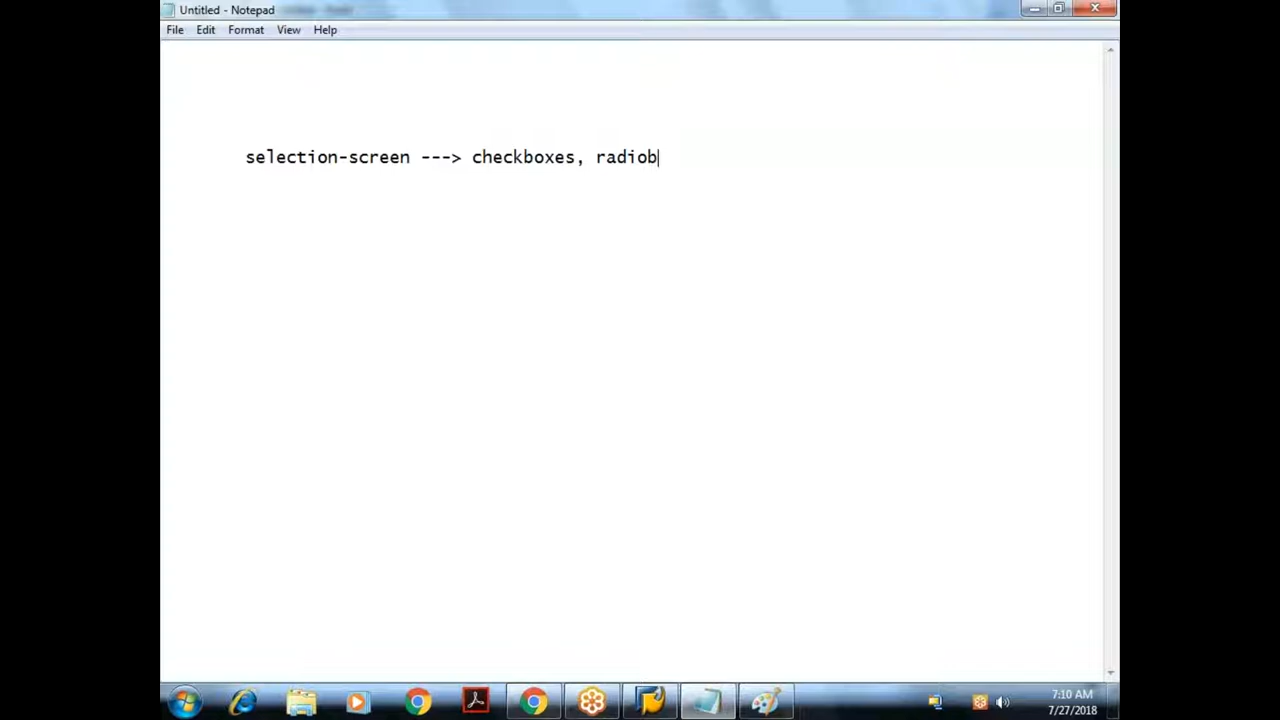 Untitled - Notepad
File Edit Format View Help
selection-screen ---> checkboxes, radiob
7:10 AM
7/27/2018